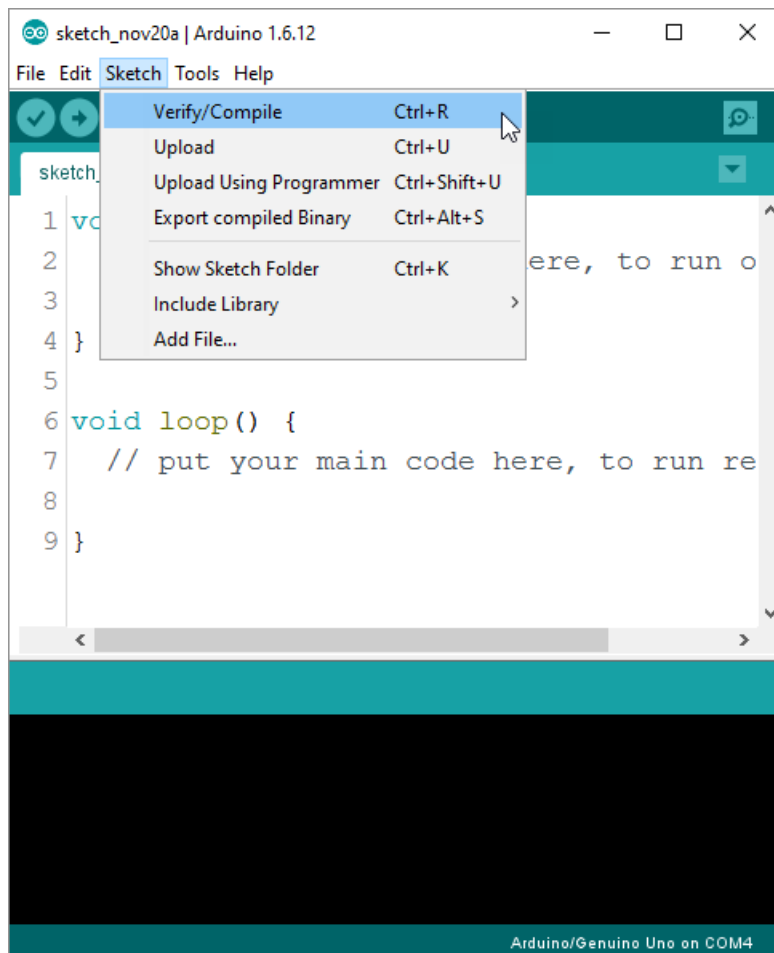 sketch_nov20a | Arduino 1.6.12
File Edit Sketch Tools Help
Verify/Compile Ctrl+R
Upload Ctrl+U
Upload Using Programmer Ctrl+Shift+U
Export compiled Binary Ctrl+Alt+S
Show Sketch Folder Ctrl+K
Include Library
Add File...
sketch_
1 vo
2 ere, to run o
3
4 }
5
6 void loop() {
7 // put your main code here, to run re
8
9 }
Arduino/Genuino Uno on COM4